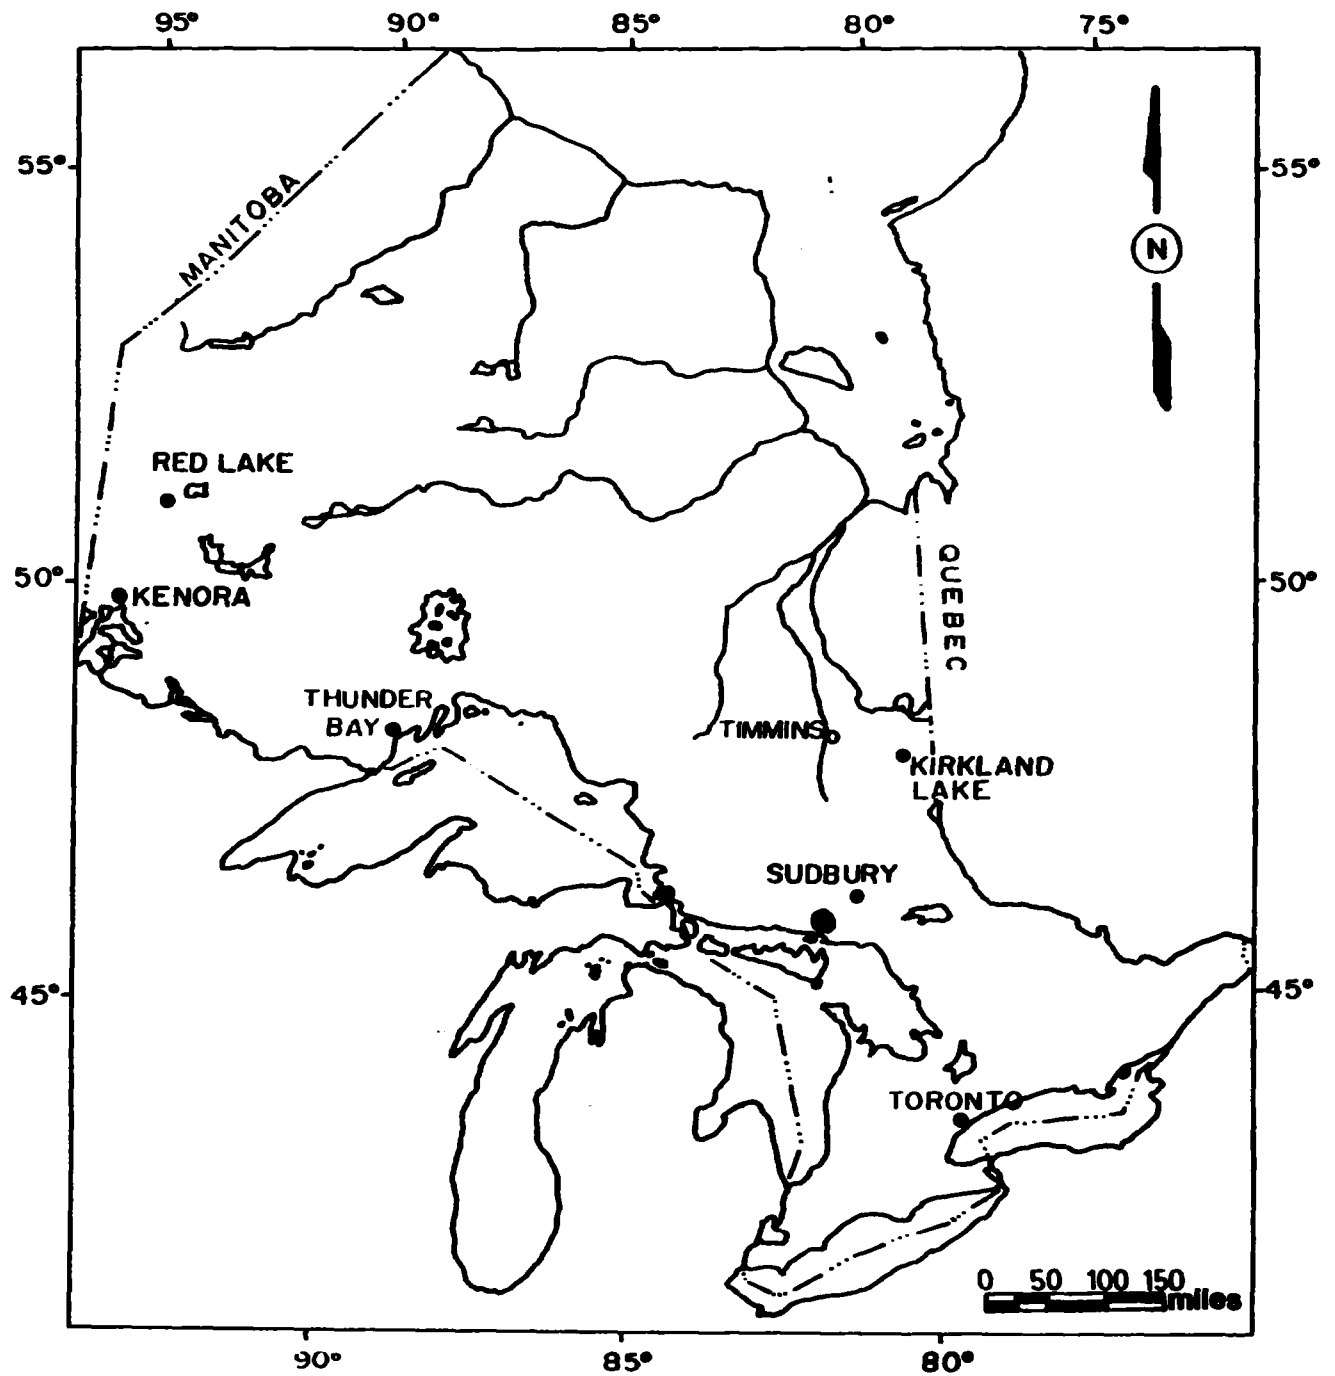 95° 90° 85° 80° 75°
55° 55°
MANITOBA
N
RED LAKE
50° 50°
QUEBEC
KENORA
THUNDER
BAY
TIMMINS
KIRKLAND
LAKE
SUDBURY
45° 45°
TORONTO
0 50 100 150
miles
90° 85° 80°